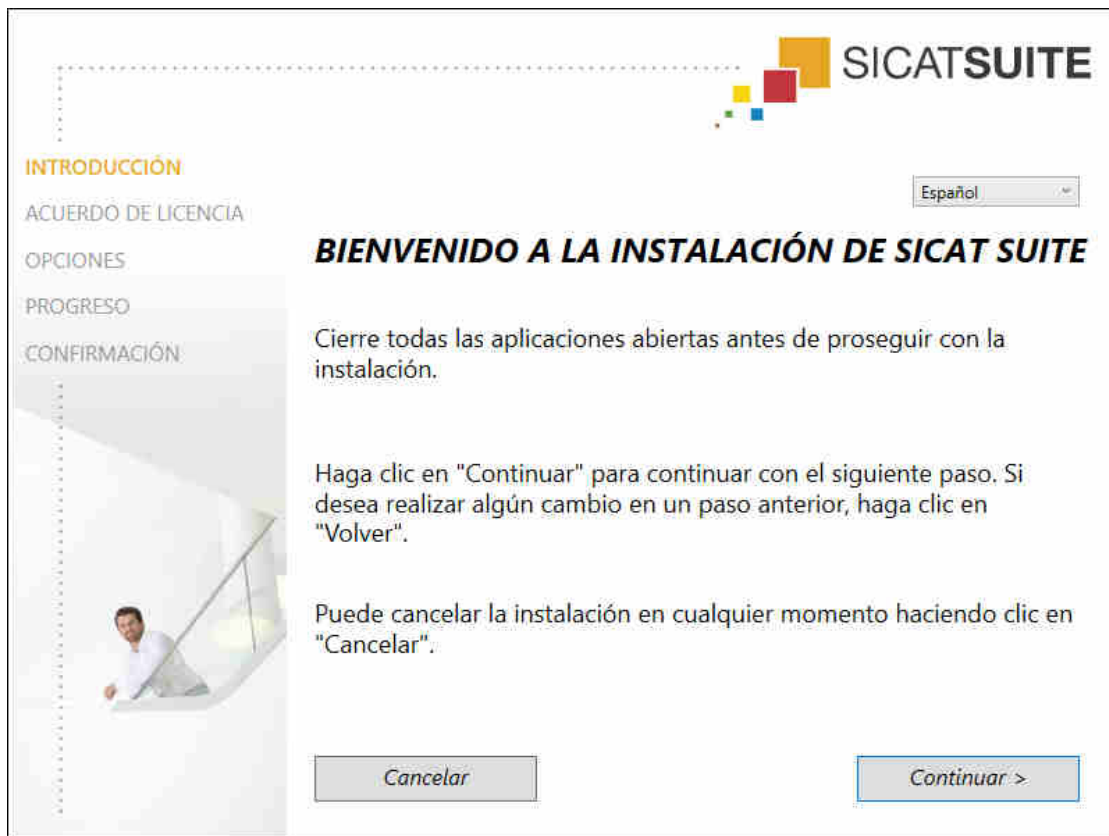 SICATSUITE
INTRODUCCIÓN
ACUERDO DE LICENCIA
OPCIONES
PROGRESO
CONFIRMACIÓN
Español
BIENVENIDO A LA INSTALACIÓN DE SICAT SUITE
Cierre todas las aplicaciones abiertas antes de proseguir con la
instalación.
Haga clic en "Continuar" para continuar con el siguiente paso. Si
desea realizar algún cambio en un paso anterior, haga clic en
"Volver".
Puede cancelar la instalación en cualquier momento haciendo clic en
"Cancelar".
Cancelar
Continuar >